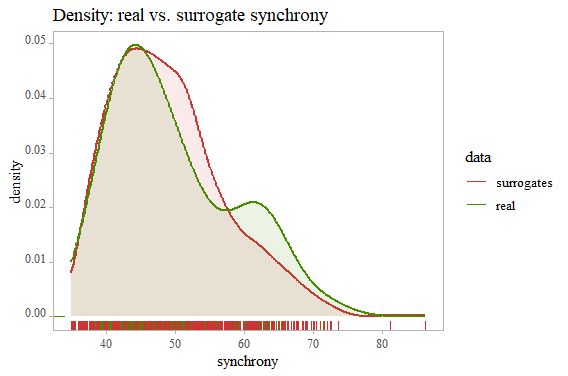 Density: real vs. surrogate synchrony
0.05
0.04
0.03
0.02
0.01
0.00
density
40 50 60 70 80
synchrony
data
surrogates
real